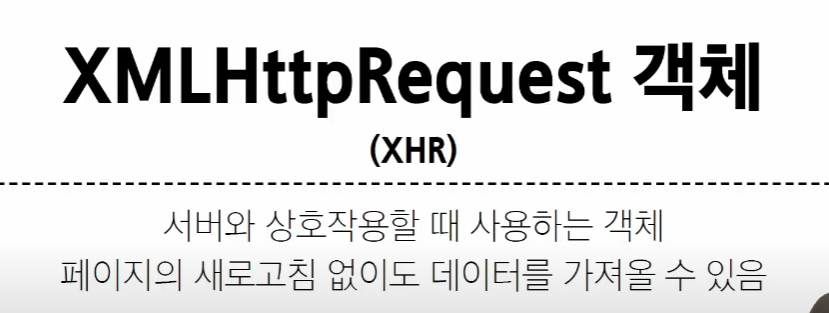 XMLHttpRequest 객체
(XHR)
서버와 상호작용할 때 사용하는 객체
페이지의 새로고침 없이도 데이터를 가져올 수 있음